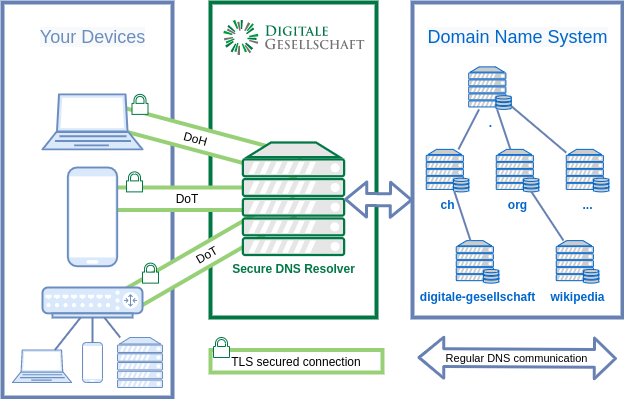 Your Devices
DIGITALE
GESELLSCHAFT
Domain Name System
DoH
DoT
DoT
Secure DNS Resolver
.
ch
org
...
digitale-gesellschaft
wikipedia
TLS secured connection
Regular DNS communication